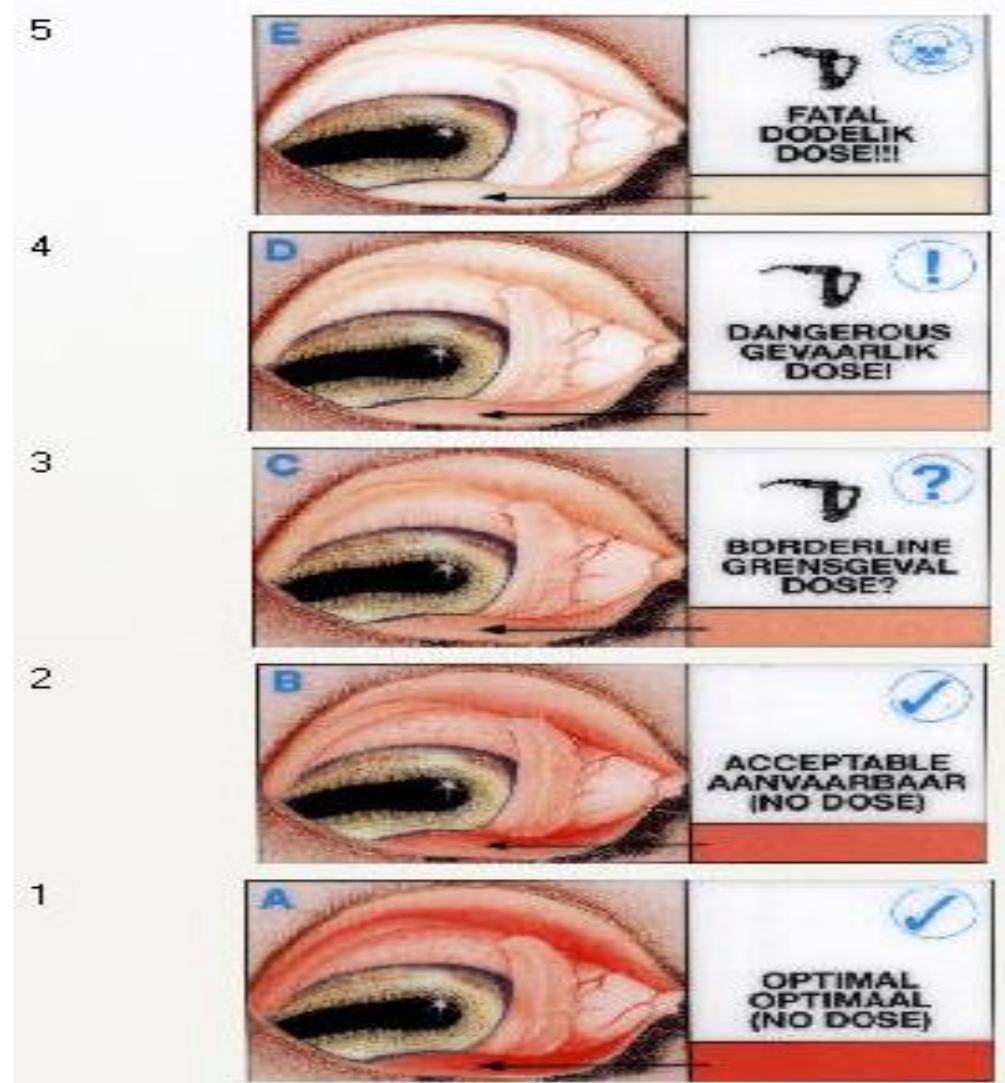 5
E
FATAL
DODELIK
DOSE!!!
4
D
!
DANGEROUS
GEVAARLIK
DOSE!
3
C
?
BORDERLINE
GRENSGEVAL
DOSE?
2
B
ACCEPTABLE
AANVAARBAAR
(NO DOSE)
1
A
OPTIMAL
OPTIMAAL
(NO DOSE)